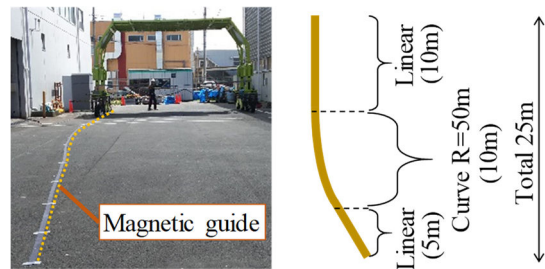 Magnetic guide
Linear
(10m)
Curve R=50m
(10m)
Linear
(5m)
Total 25m